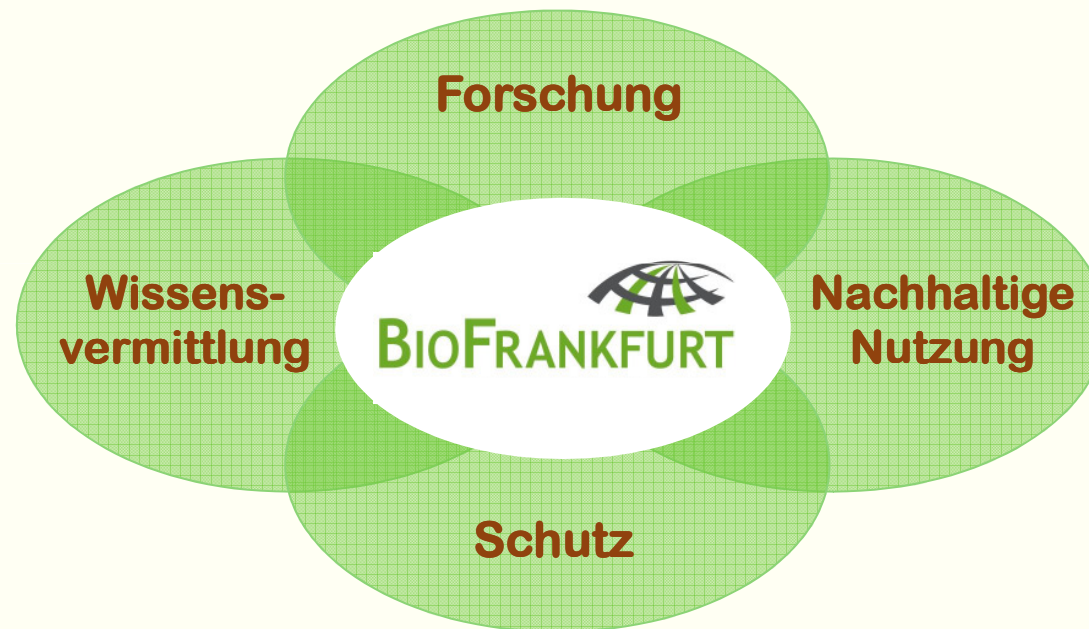 Forschung
Wissens-
vermittlung
BIOFRANKFURT
Nachhaltige
Nutzung
Schutz